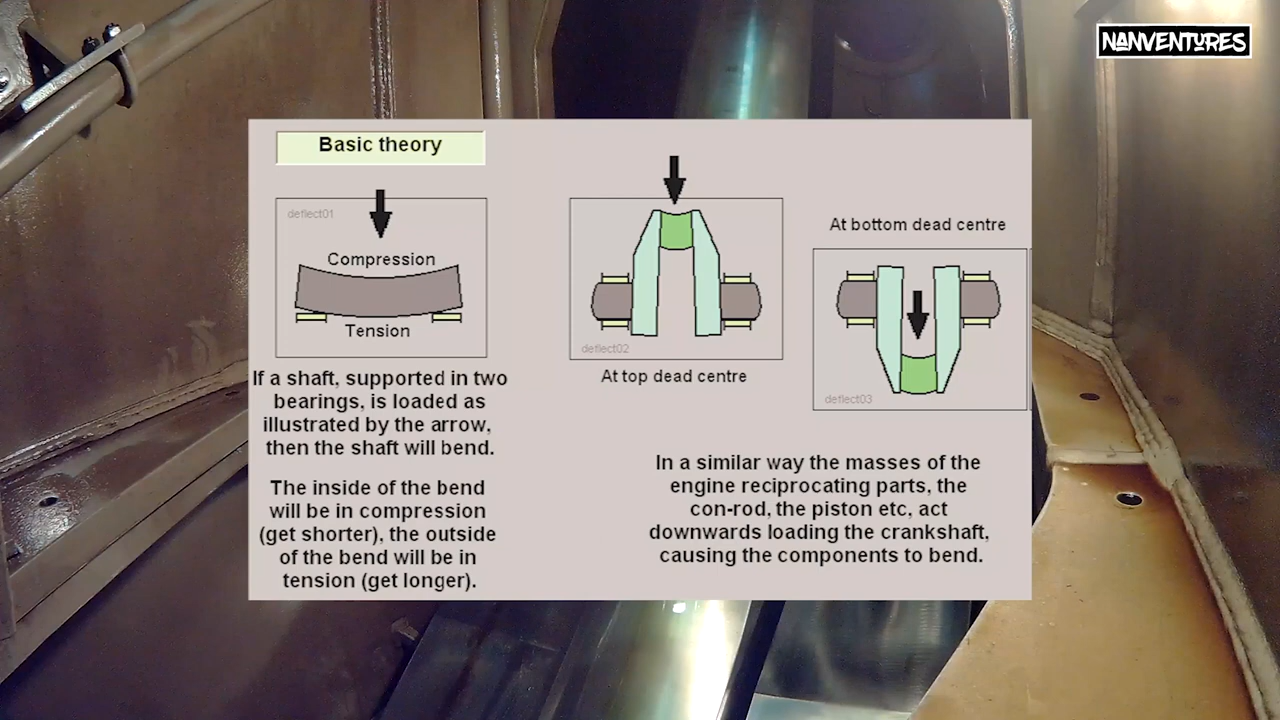 NANVENTURES
Basic theory
deflect01
Compression
Tension
If a shaft, supported in two
bearings, is loaded as
illustrated by the arrow,
then the shaft will bend.
The inside of the bend
will be in compression
(get shorter), the outside
of the bend will be in
tension (get longer).
deflect02
At top dead centre
At bottom dead centre
deflect03
In a similar way the masses of the
engine reciprocating parts, the
con-rod, the piston etc, act
downwards loading the crankshaft,
causing the components to bend.